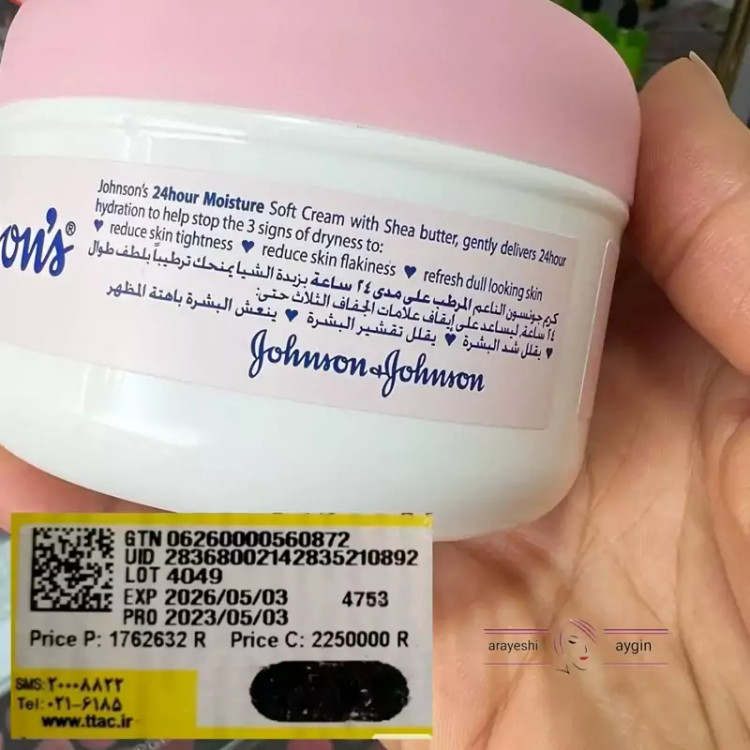 on's®
Johnson's 24hour Moisture Soft Cream with Shea butter, gently delivers 24hour
hydration to help stop the 3 signs of dryness to:
♥ reduce skin tightness ♥ reduce skin flakiness ♥ refresh dull looking skin
كريم جونسون الناعم المرطب على مدى ٢٤ ساعة بزبدة الشيا يمنحك ترطيباً بلطف طوال
٢٤ ساعة ليساعد على إيقاف علامات الجفاف الثلاث حتى:
♥ يقلل شد البشرة ♥ يقلل تقشير البشرة ♥ ينعش البشرة باهتة المظهر
Johnson & Johnson
GTN 06260000560872
UID 28368002142835210892
LOT 4049
EXP 2026/05/03 4753
PRO 2023/05/03
Price P: 1762632 R Price C: 2250000 R
SMS: ۲۰۰۰۸۸۲۲
Tel: ۰۲۱-۶۱۸۵
www.ttac.ir
arayeshi aygin